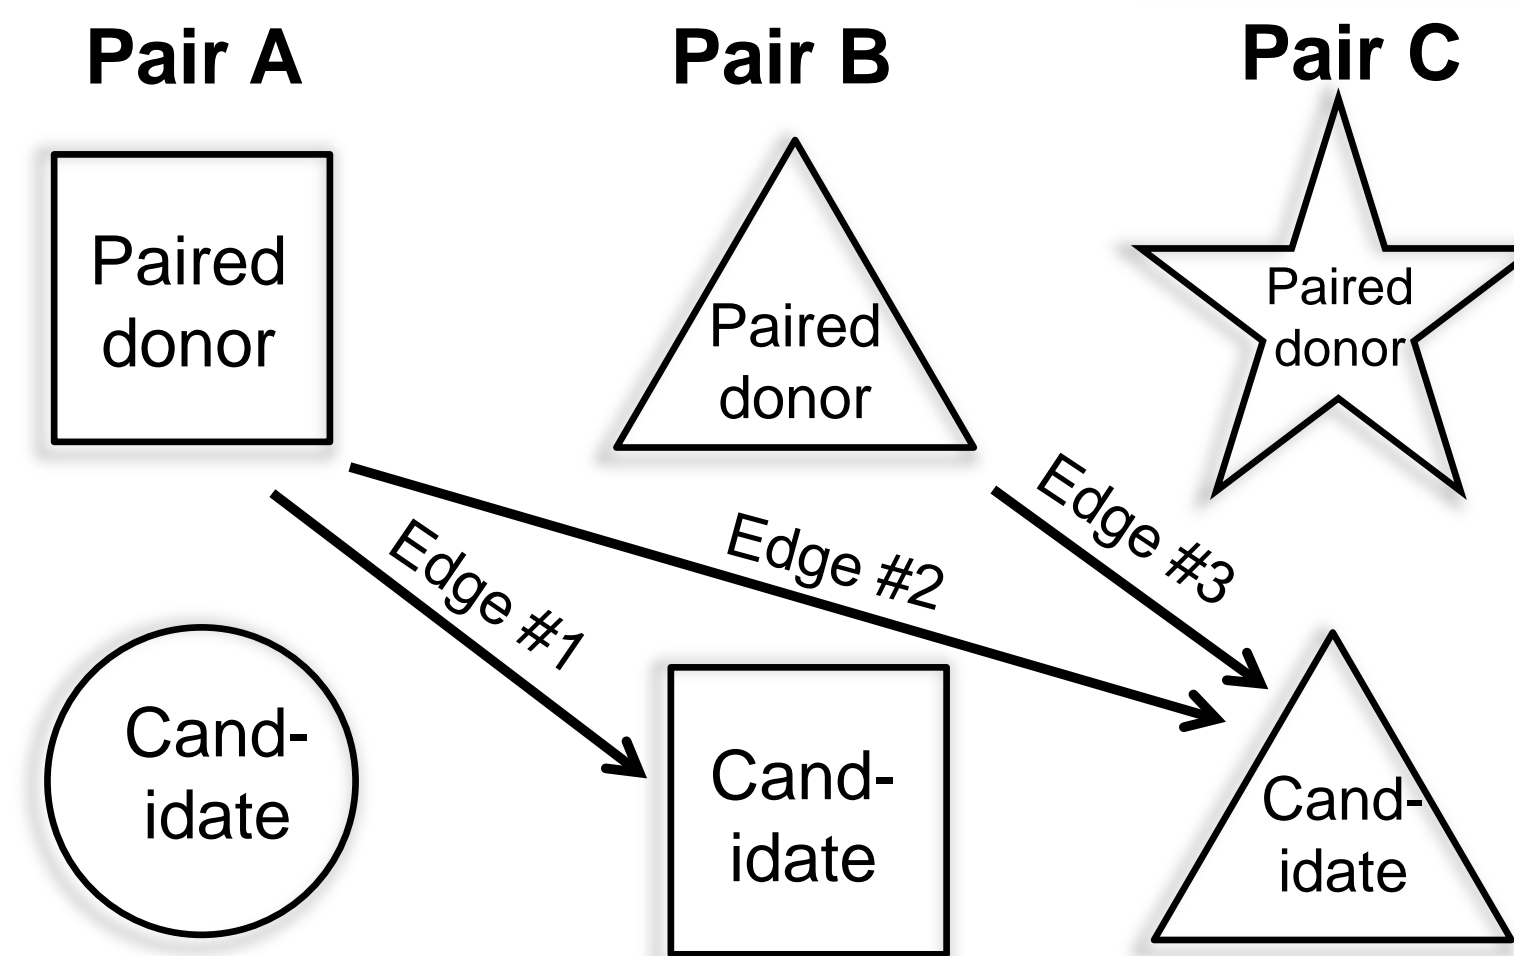 Pair A
Pair B
Pair C
Paired
donor
Paired
donor
Paired
donor
Edge #1
Edge #2
Edge #3
Cand-
idate
Cand-
idate
Cand-
idate